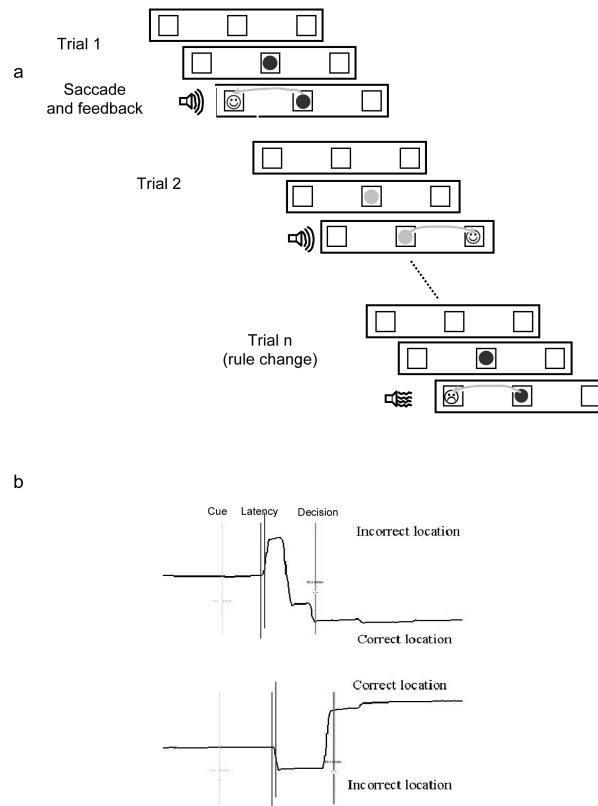 Trial 1
a
Saccade
and feedback
Trial 2
Trial n
(rule change)
b
Cue Latency Decision
Incorrect location
Correct location
Correct location
Incorrect location